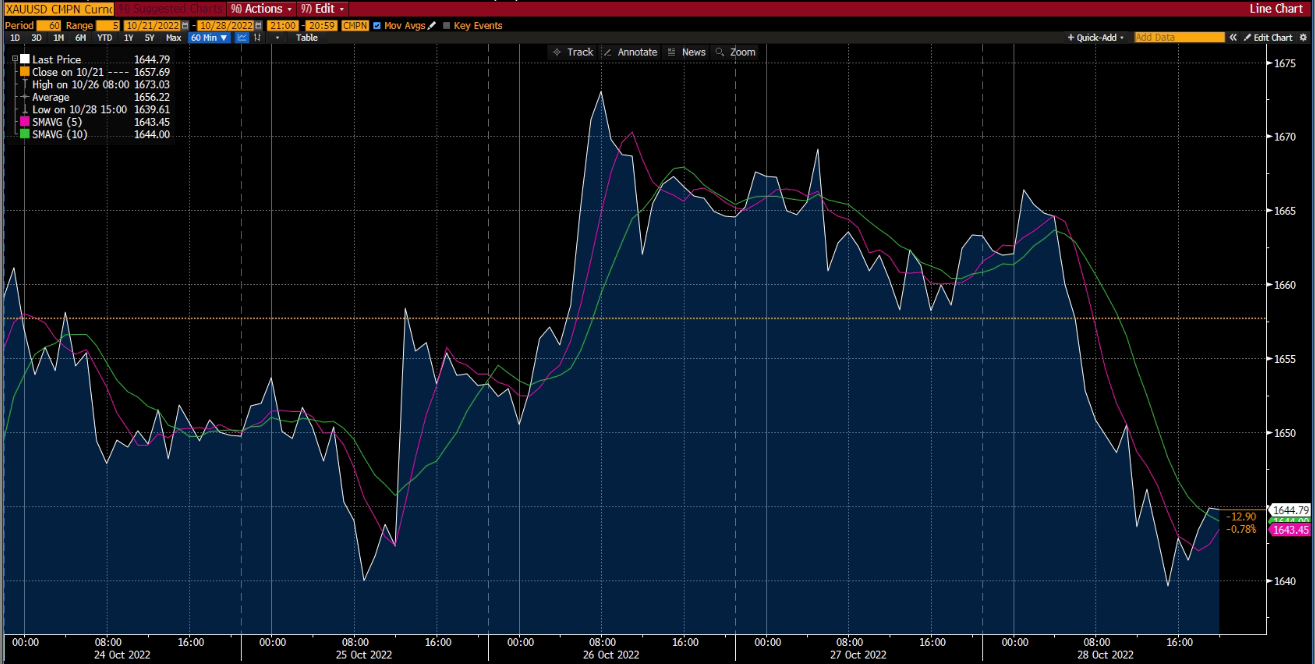 XAUUSD CMPN Curnc 94) Suggested Charts 96) Actions 97) Edit Line Chart
Period 60 Range 5 10/21/2022 - 10/28/2022 21:00 - 20:59 CMPN Mov Avgs Key Events
1D 3D 1M 6M YTD 1Y 5Y Max 60 Min ▼ Table + Quick-Add Add Data « Edit Chart
Track Annotate News Zoom
Last Price 1644.79
Close on 10/21 ---- 1657.69
High on 10/26 08:00 1673.03
Average 1656.22
Low on 10/28 15:00 1639.61
SMAVG (5) 1643.45
SMAVG (10) 1644.00
1675
1670
1665
1660
1655
1650
1644.79
-12.90
1644.00
-0.78%
1643.45
1640
00:00 08:00 16:00 00:00 08:00 16:00 00:00 08:00 16:00 00:00 08:00 16:00 00:00 08:00 16:00
24 Oct 2022 25 Oct 2022 26 Oct 2022 27 Oct 2022 28 Oct 2022